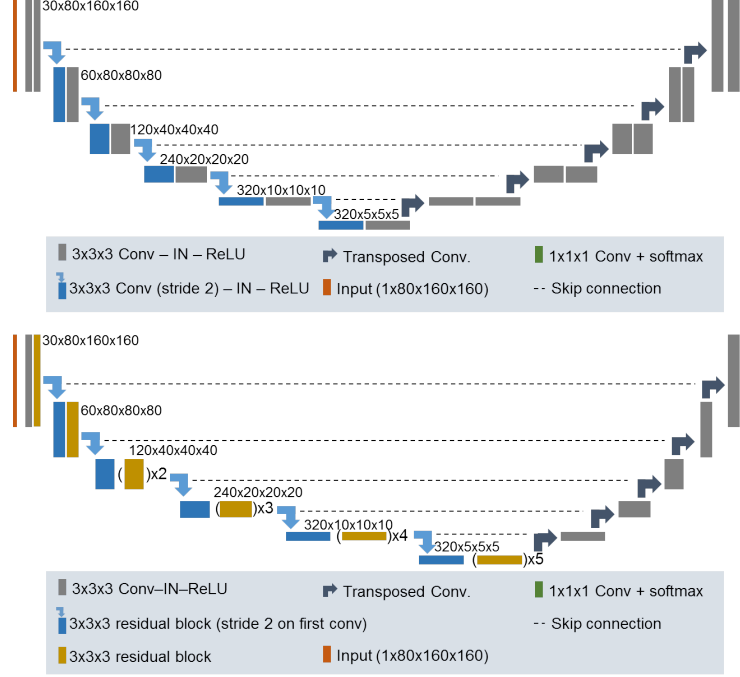 30x80x160x160
60x80x80x80
120x40x40x40
240x20x20x20
320x10x10x10
320x5x5x5
3x3x3 Conv – IN – ReLU
Transposed Conv.
1x1x1 Conv + softmax
3x3x3 Conv (stride 2) – IN – ReLU
Input (1x80x160x160)
-- Skip connection
30x80x160x160
60x80x80x80
120x40x40x40
( )x2
240x20x20x20
( )x3
320x10x10x10
( )x4
320x5x5x5
( )x5
3x3x3 Conv–IN–ReLU
Transposed Conv.
1x1x1 Conv + softmax
3x3x3 residual block (stride 2 on first conv)
-- Skip connection
3x3x3 residual block
Input (1x80x160x160)